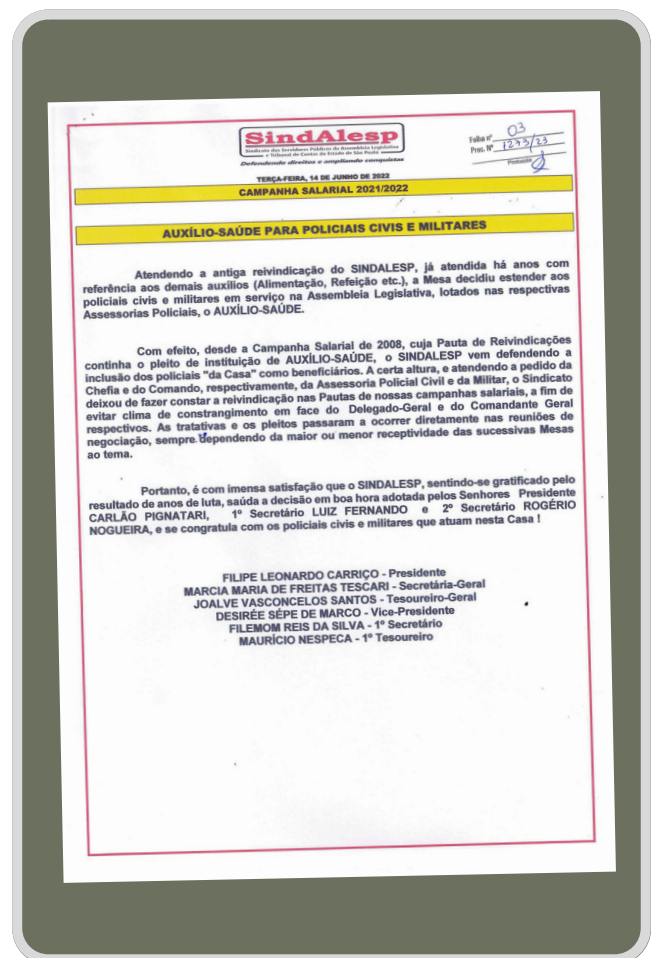 SindAlesp
Sindicato dos Servidores Públicos da Assembleia Legislativa
e Tribunal de Contas do Estado de São Paulo
Defendendo direitos e ampliando conquistas
Folha nº 03
Proc. Nº 1273/23
Protocolo
TERÇA-FEIRA, 14 DE JUNHO DE 2022
CAMPANHA SALARIAL 2021/2022
AUXÍLIO-SAÚDE PARA POLICIAIS CIVIS E MILITARES
Atendendo a antiga reivindicação do SINDALESP, já atendida há anos com
referência aos demais auxílios (Alimentação, Refeição etc.), a Mesa decidiu estender aos
policiais civis e militares em serviço na Assembleia Legislativa, lotados nas respectivas
Assessorias Policiais, o AUXÍLIO-SAÚDE.
Com efeito, desde a Campanha Salarial de 2008, cuja Pauta de Reivindicações
continha o pleito de instituição de AUXÍLIO-SAÚDE, o SINDALESP vem defendendo a
inclusão dos policiais "da Casa" como beneficiários. A certa altura, e atendendo a pedido da
Chefia e do Comando, respectivamente, da Assessoria Policial Civil e da Militar, o Sindicato
deixou de fazer constar a reivindicação nas Pautas de nossas campanhas salariais, a fim de
evitar clima de constrangimento em face do Delegado-Geral e do Comandante Geral
respectivos. As tratativas e os pleitos passaram a ocorrer diretamente nas reuniões de
negociação, sempre dependendo da maior ou menor receptividade das sucessivas Mesas
ao tema.
Portanto, é com imensa satisfação que o SINDALESP, sentindo-se gratificado pelo
resultado de anos de luta, saúda a decisão em boa hora adotada pelos Senhores Presidente
CARLÃO PIGNATARI, 1º Secretário LUIZ FERNANDO e 2º Secretário ROGÉRIO
NOGUEIRA, e se congratula com os policiais civis e militares que atuam nesta Casa !
FILIPE LEONARDO CARRIÇO - Presidente
MARCIA MARIA DE FREITAS TESCARI - Secretária-Geral
JOALVE VASCONCELOS SANTOS - Tesoureiro-Geral
DESIRÉE SÉPE DE MARCO - Vice-Presidente
FILEMOM REIS DA SILVA - 1º Secretário
MAURÍCIO NESPECA - 1º Tesoureiro